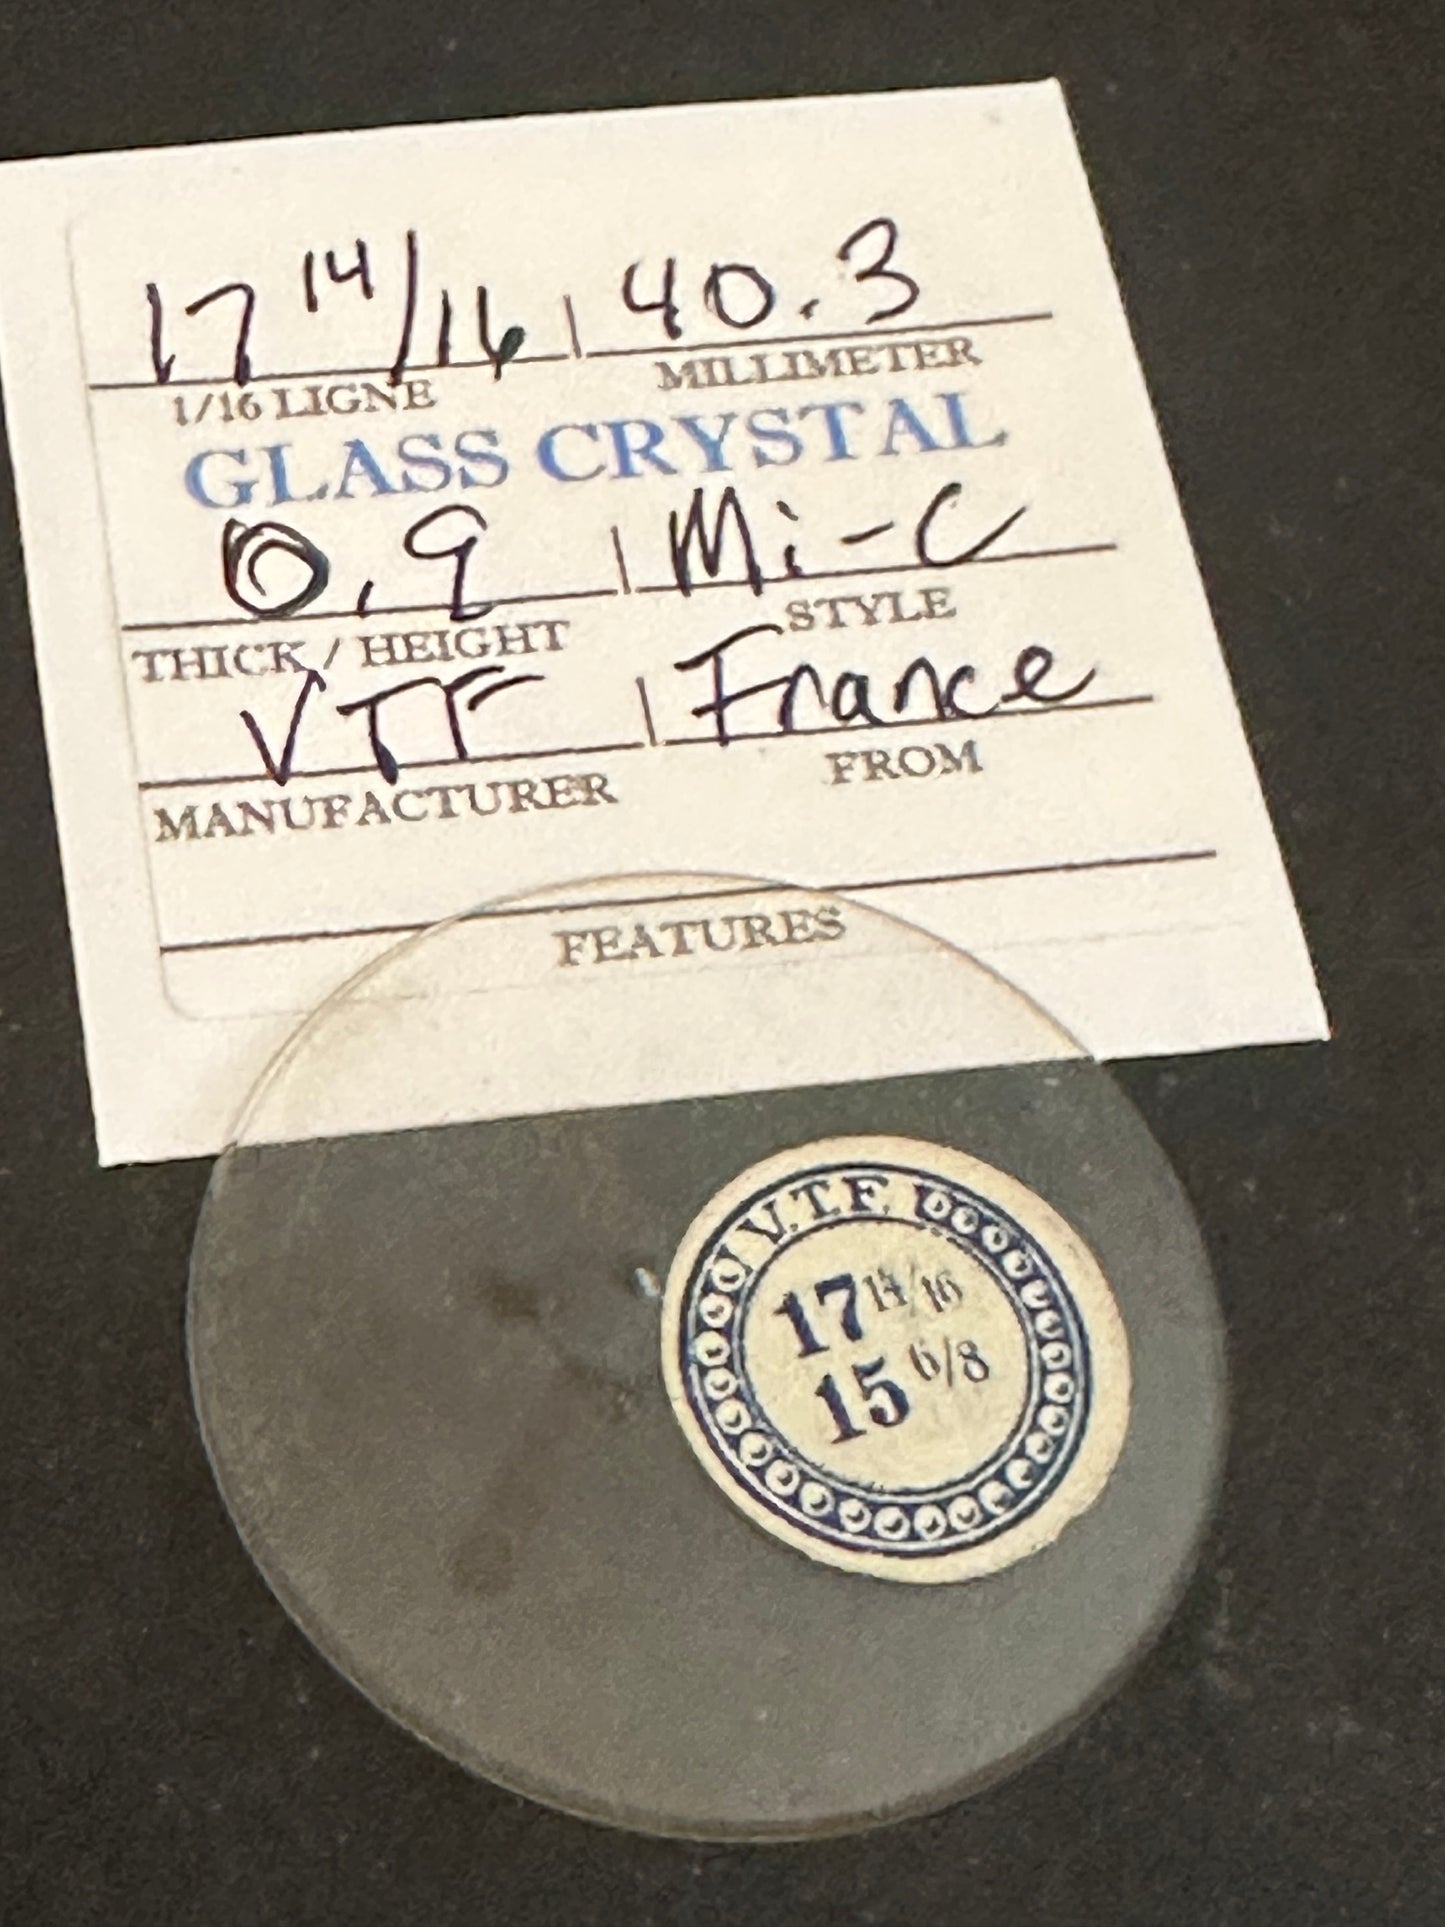 17 14/16 | 40.3
1/16 LIGNE MILLIMETER
GLASS CRYSTAL
0.9 | Mi-C
THICK / HEIGHT STYLE
VTF | France
MANUFACTURER FROM
FEATURES
V.T.F.
17 14/16
15 6/8